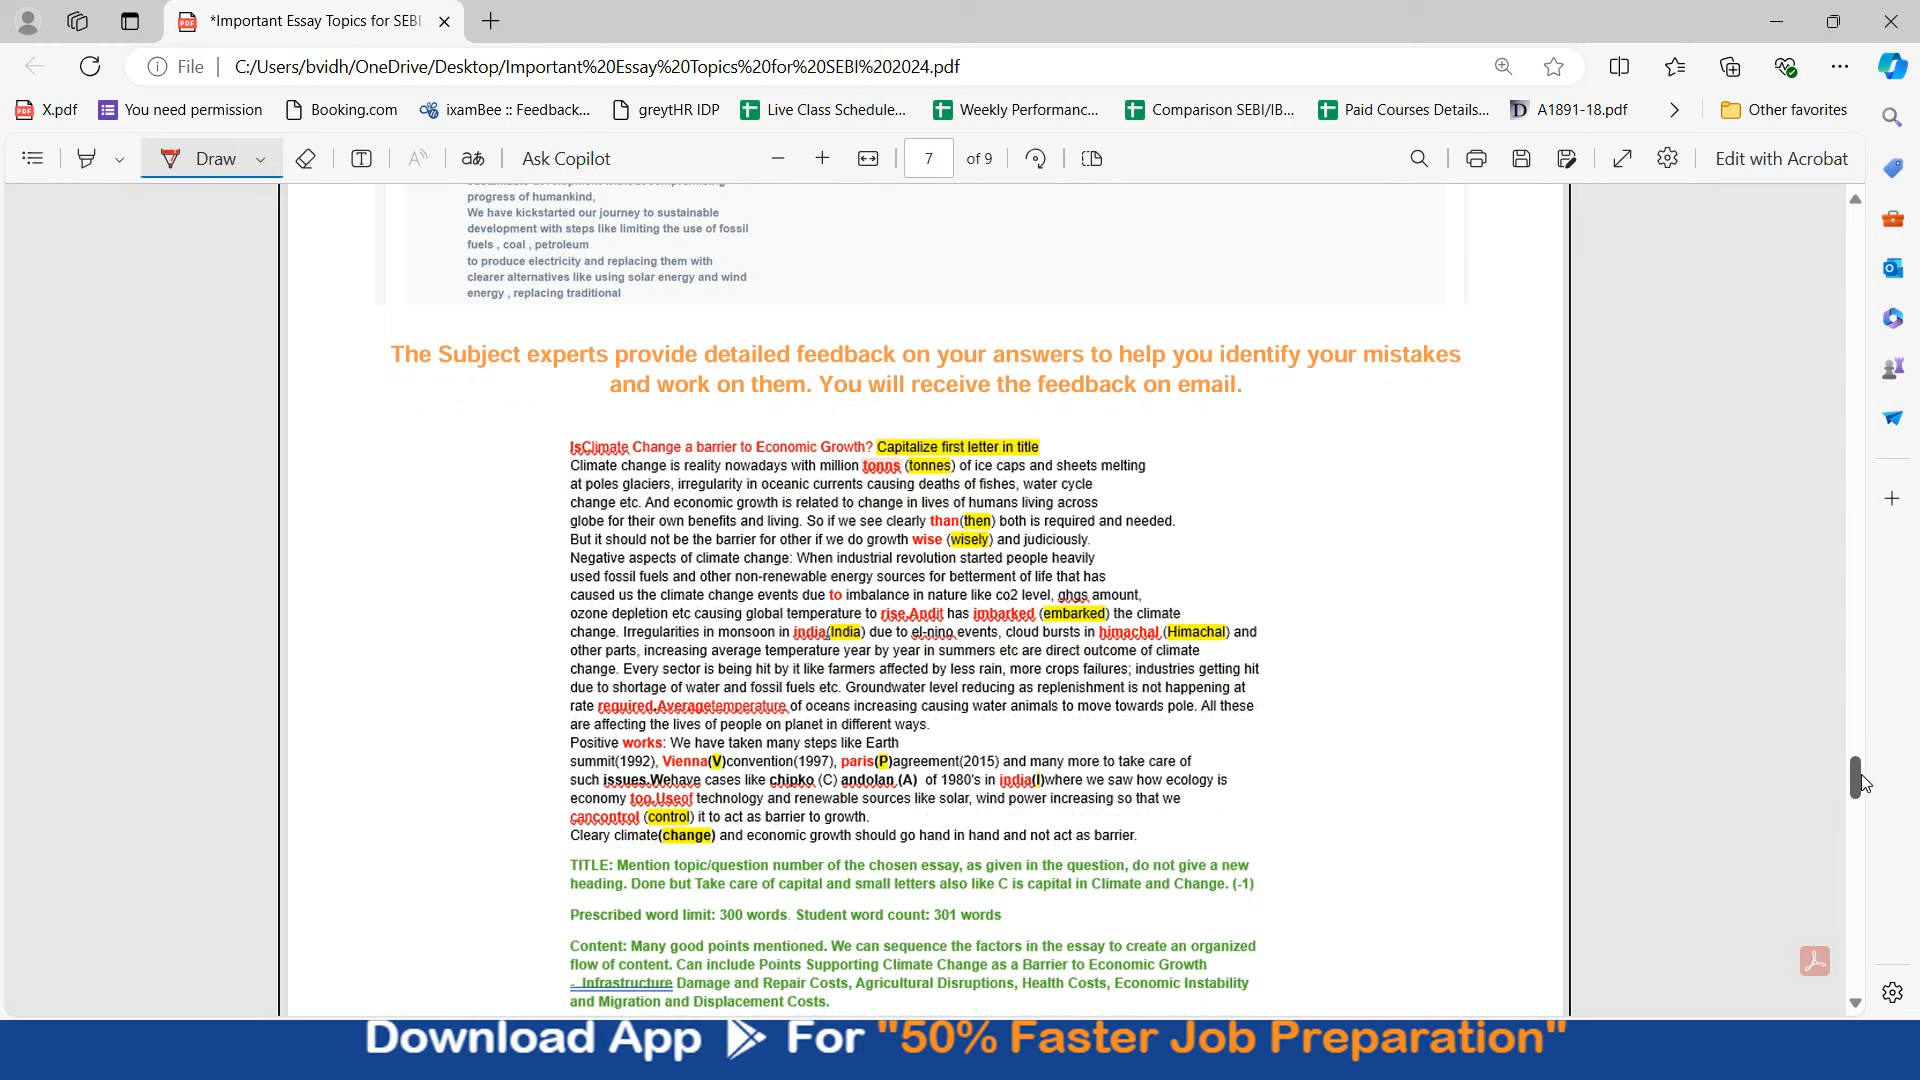 *Important Essay Topics for SEBI
File
C:/Users/bvidh/OneDrive/Desktop/Important%20Essay%20Topics%20for%20SEBI%202024.pdf
X.pdf
You need permission
Booking.com
ixamBee :: Feedback...
greytHR IDP
Live Class Schedule...
Weekly Performanc...
Comparison SEBI/IB...
Paid Courses Details...
A1891-18.pdf
Other favorites
Draw
Ask Copilot
7 of 9
Edit with Acrobat
progress of humankind,
We have kickstarted our journey to sustainable
development with steps like limiting the use of fossil
fuels , coal , petroleum
to produce electricity and replacing them with
clearer alternatives like using solar energy and wind
energy , replacing traditional
The Subject experts provide detailed feedback on your answers to help you identify your mistakes
and work on them. You will receive the feedback on email.
IsClimate Change a barrier to Economic Growth? Capitalize first letter in title
Climate change is reality nowadays with million tonns (tonnes) of ice caps and sheets melting
at poles glaciers, irregularity in oceanic currents causing deaths of fishes, water cycle
change etc. And economic growth is related to change in lives of humans living across
globe for their own benefits and living. So if we see clearly than(then) both is required and needed.
But it should not be the barrier for other if we do growth wise (wisely) and judiciously.
Negative aspects of climate change: When industrial revolution started people heavily
used fossil fuels and other non-renewable energy sources for betterment of life that has
caused us the climate change events due to imbalance in nature like co2 level, ghgs amount,
ozone depletion etc causing global temperature to rise.Andit has imbarked (embarked) the climate
change. Irregularities in monsoon in india(India) due to el-nino events, cloud bursts in himachal (Himachal) and
other parts, increasing average temperature year by year in summers etc are direct outcome of climate
change. Every sector is being hit by it like farmers affected by less rain, more crops failures; industries getting hit
due to shortage of water and fossil fuels etc. Groundwater level reducing as replenishment is not happening at
rate required.Averagetemperature of oceans increasing causing water animals to move towards pole. All these
are affecting the lives of people on planet in different ways.
Positive works: We have taken many steps like Earth
summit(1992), Vienna(V)convention(1997), paris(P)agreement(2015) and many more to take care of
such issues.Wehave cases like chipko (C) andolan (A) of 1980's in india(I)where we saw how ecology is
economy too.Useof technology and renewable sources like solar, wind power increasing so that we
cancontrol (control) it to act as barrier to growth.
Cleary climate(change) and economic growth should go hand in hand and not act as barrier.
TITLE: Mention topic/question number of the chosen essay, as given in the question, do not give a new
heading. Done but Take care of capital and small letters also like C is capital in Climate and Change. (-1)
Prescribed word limit: 300 words. Student word count: 301 words
Content: Many good points mentioned. We can sequence the factors in the essay to create an organized
flow of content. Can include Points Supporting Climate Change as a Barrier to Economic Growth
- Infrastructure Damage and Repair Costs, Agricultural Disruptions, Health Costs, Economic Instability
and Migration and Displacement Costs.
Download App For "50% Faster Job Preparation"